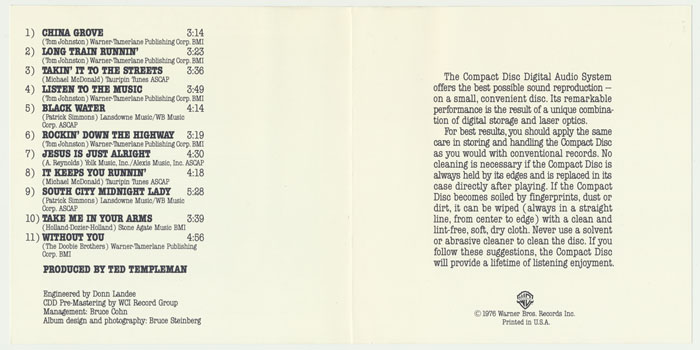 1) CHINA GROVE 3:14
(Tom Johnston) Warner-Tamerlane Publishing Corp. BMI
2) LONG TRAIN RUNNIN' 3:23
(Tom Johnston) Warner-Tamerlane Publishing Corp. BMI
3) TAKIN' IT TO THE STREETS 3:36
(Michael McDonald) Tauripin Tunes ASCAP
4) LISTEN TO THE MUSIC 3:49
(Tom Johnston) Warner-Tamerlane Publishing Corp. BMI
5) BLACK WATER 4:14
(Patrick Simmons) Lansdowne Music/WB Music
Corp. ASCAP
6) ROCKIN' DOWN THE HIGHWAY 3:19
(Tom Johnston) Warner-Tamerlane Publishing Corp. BMI
7) JESUS IS JUST ALRIGHT 4:30
(A. Reynolds) Yolk Music, Inc./Alexis Music, Inc. ASCAP
8) IT KEEPS YOU RUNNIN' 4:18
(Michael McDonald) Tauripin Tunes ASCAP
9) SOUTH CITY MIDNIGHT LADY 5:28
(Patrick Simmons) Lansdowne Music/WB Music
Corp. ASCAP
10) TAKE ME IN YOUR ARMS 3:39
(Holland-Dozier-Holland) Stone Agate Music BMI
11) WITHOUT YOU 4:56
(The Doobie Brothers) Warner-Tamerlane Publishing
Corp. BMI
PRODUCED BY TED TEMPLEMAN
Engineered by Donn Landee
CDD Pre-Mastering by WCI Record Group
Management: Bruce Cohn
Album design and photography: Bruce Steinberg
The Compact Disc Digital Audio System
offers the best possible sound reproduction —
on a small, convenient disc. Its remarkable
performance is the result of a unique combina-
tion of digital storage and laser optics.
For best results, you should apply the same
care in storing and handling the Compact Disc
as you would with conventional records. No
cleaning is necessary if the Compact Disc is
always held by its edges and is replaced in its
case directly after playing. If the Compact
Disc becomes soiled by fingerprints, dust or
dirt, it can be wiped (always in a straight
line, from center to edge) with a clean and
lint-free, soft, dry cloth. Never use a solvent
or abrasive cleaner to clean the disc. If you
follow these suggestions, the Compact Disc
will provide a lifetime of listening enjoyment.
© 1976 Warner Bros. Records Inc.
Printed in U.S.A.